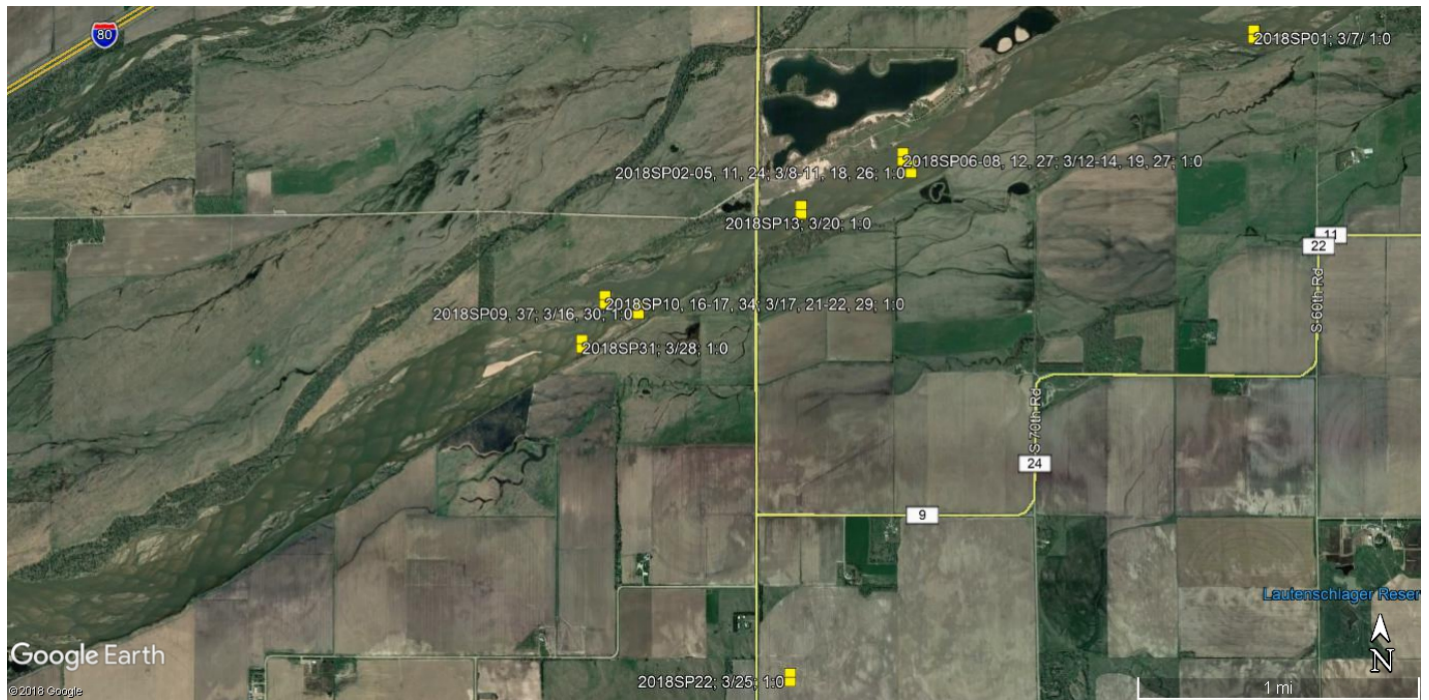 80
2018SP01; 3/7/ 1:0
2018SP06-08, 12, 27; 3/12-14, 19, 27; 1:0
2018SP02-05, 11, 24; 3/8-11, 18, 26, 1:0
2018SP13; 3/20; 1:0
11
22
S 60th Rd
2018SP10, 16-17, 34; 3/17, 21-22, 29, 1:0
2018SP09, 37; 3/16, 30, 1:0
2018SP31; 3/28, 1:0
S 70th Rd
24
9
Lautenschlager Reser
Google Earth
N
2018SP22; 3/25; 1:0
1 mi
©2018 Google